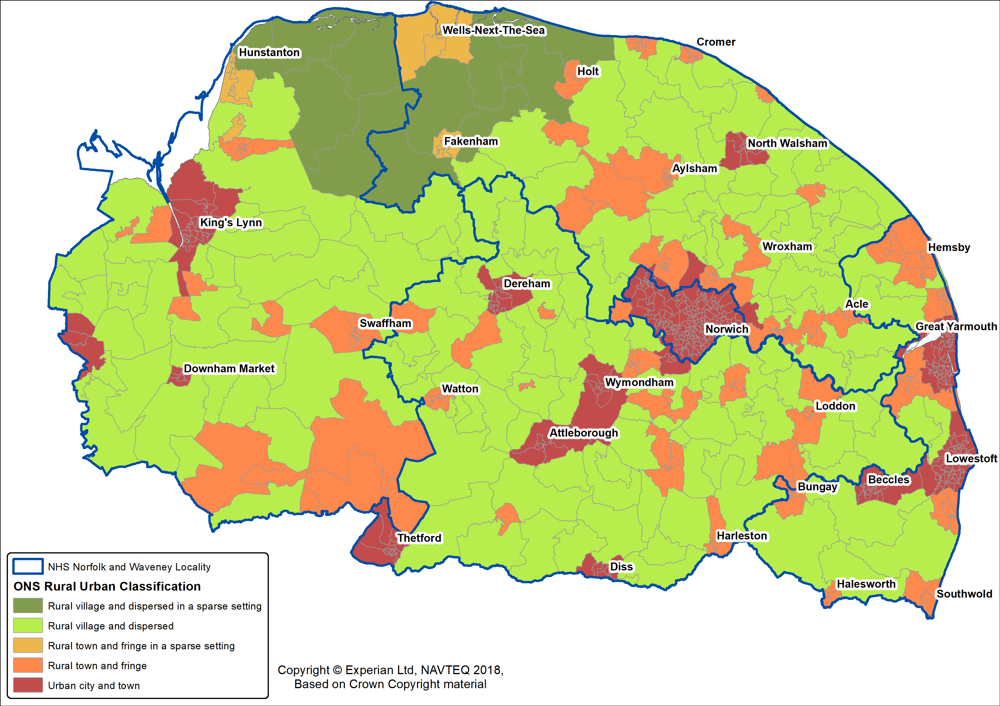 Wells-Next-The-Sea
Cromer
Hunstanton
Holt
Fakenham
North Walsham
Aylsham
King's Lynn
Wroxham
Hemsby
Dereham
Acle
Swaffham
Norwich
Great Yarmouth
Downham Market
Wymondham
Watton
Loddon
Attleborough
Lowestoft
Beccles
Bungay
Thetford
Harleston
Diss
Halesworth
Southwold
NHS Norfolk and Waveney Locality
ONS Rural Urban Classification
Rural village and dispersed in a sparse setting
Rural village and dispersed
Rural town and fringe in a sparse setting
Rural town and fringe
Urban city and town
Copyright © Experian Ltd, NAVTEQ 2018,
Based on Crown Copyright material